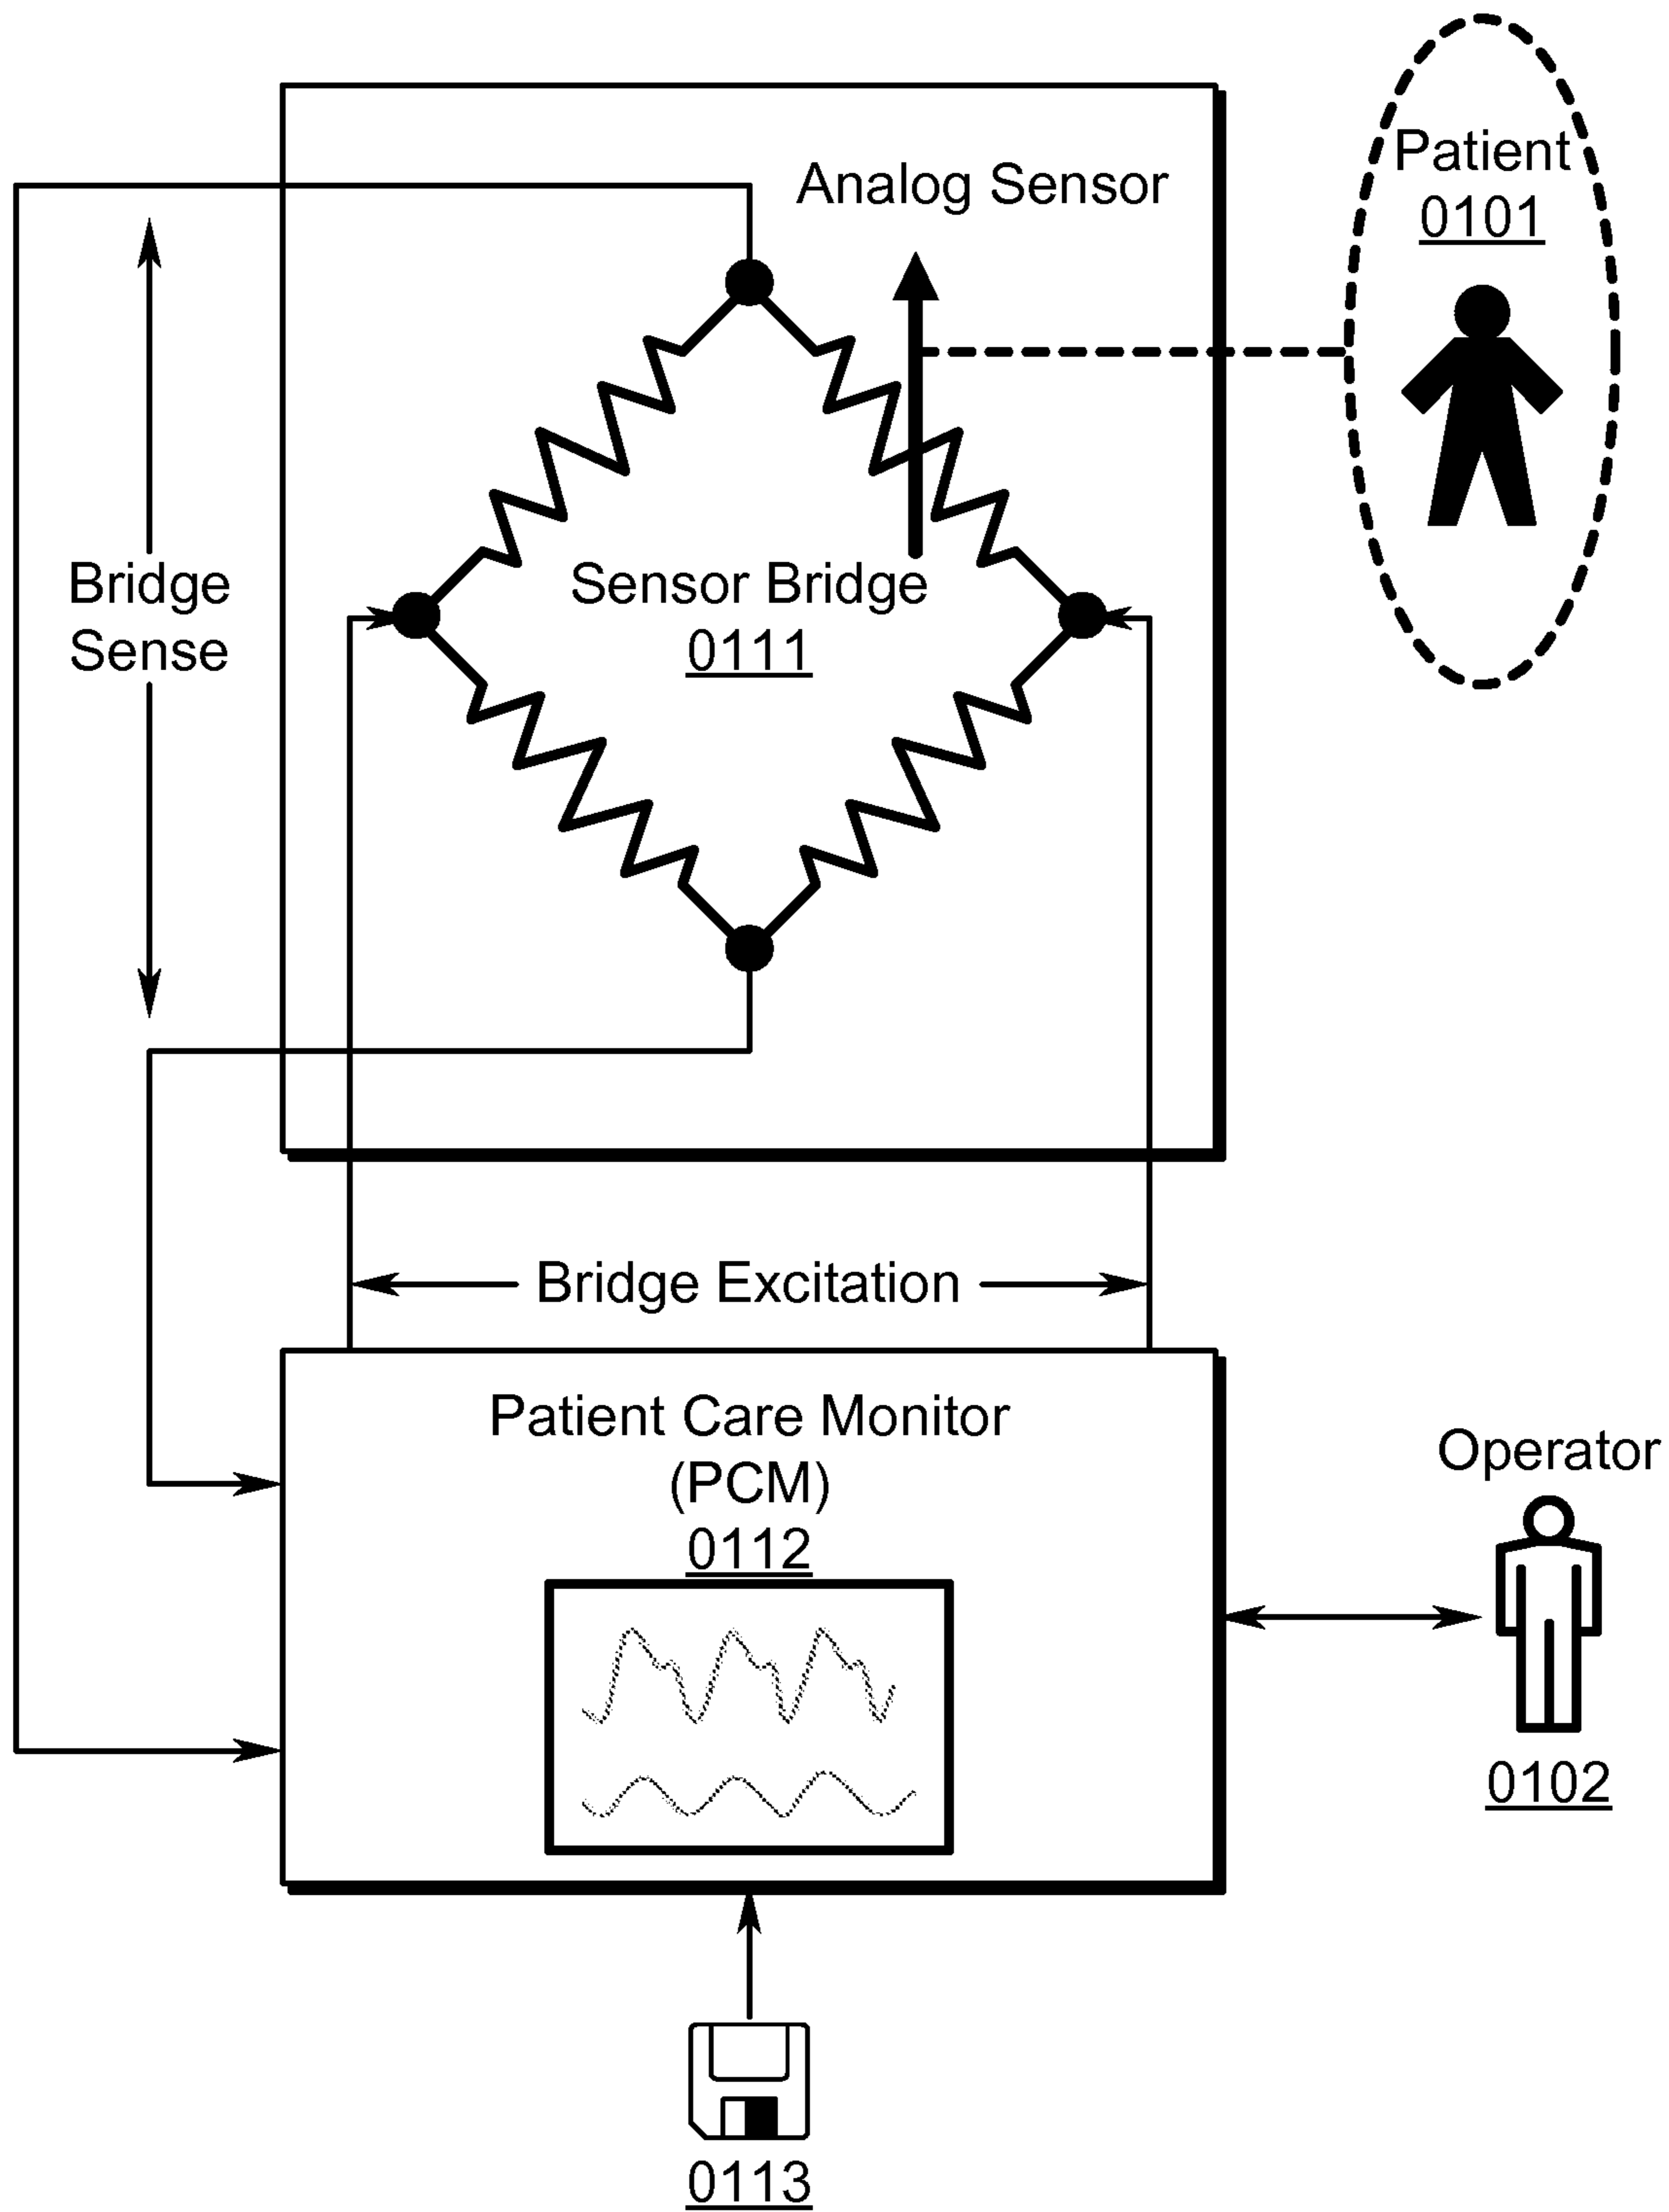 Patient
0101
Analog Sensor
Bridge
Sense
Sensor Bridge
0111
Bridge Excitation
Patient Care Monitor
(PCM)
0112
Operator
0102
0113